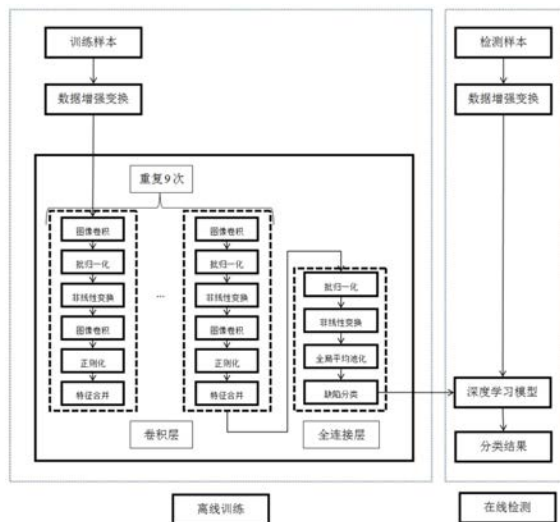 训练样本
数据增强变换
重复9次
图像卷积
批归一化
非线性变换
图像卷积
正则化
特征合并
...
图像卷积
批归一化
非线性变换
图像卷积
正则化
特征合并
卷积层
批归一化
非线性变换
全局平均池化
缺陷分类
全连接层
离线训练
检测样本
数据增强变换
深度学习模型
分类结果
在线检测